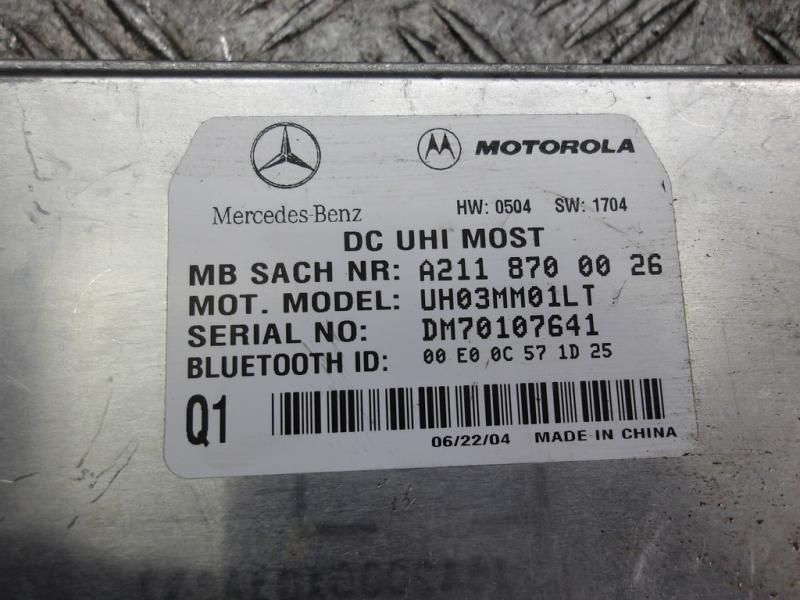 MOTOROLA
Mercedes-Benz
HW: 0504 SW: 1704
DC UHI MOST
MB SACH NR: A211 870 00 26
MOT. MODEL: UH03MM01LT
SERIAL NO: DM70107641
BLUETOOTH ID: 00 E0 0C 57 1D 25
Q1
06/22/04 MADE IN CHINA